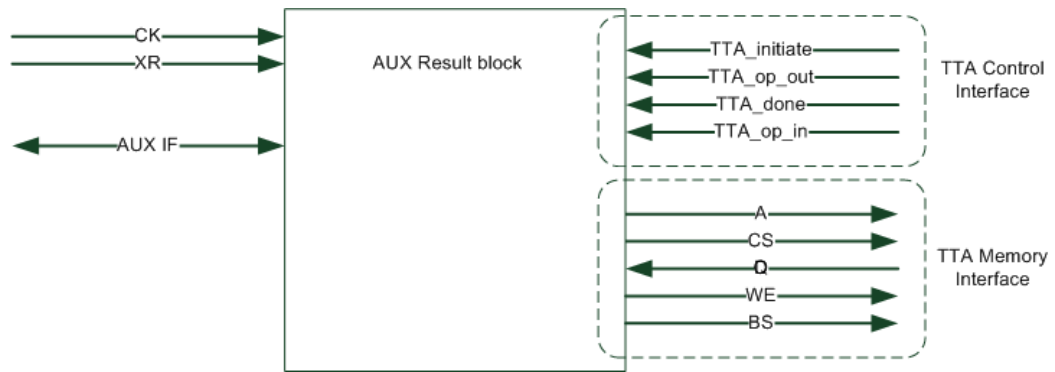 CK
XR
AUX IF
AUX Result block
TTA_initiate
TTA_op_out
TTA_done
TTA_op_in
TTA Control
Interface
A
CS
Q
WE
BS
TTA Memory
Interface